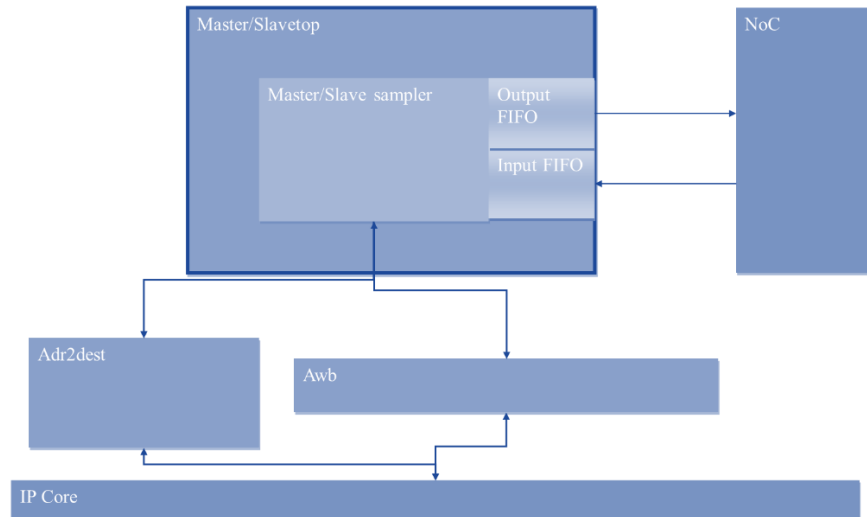 Master/Slavetop
NoC
Master/Slave sampler
Output
FIFO
Input FIFO
Adr2dest
Awb
IP Core